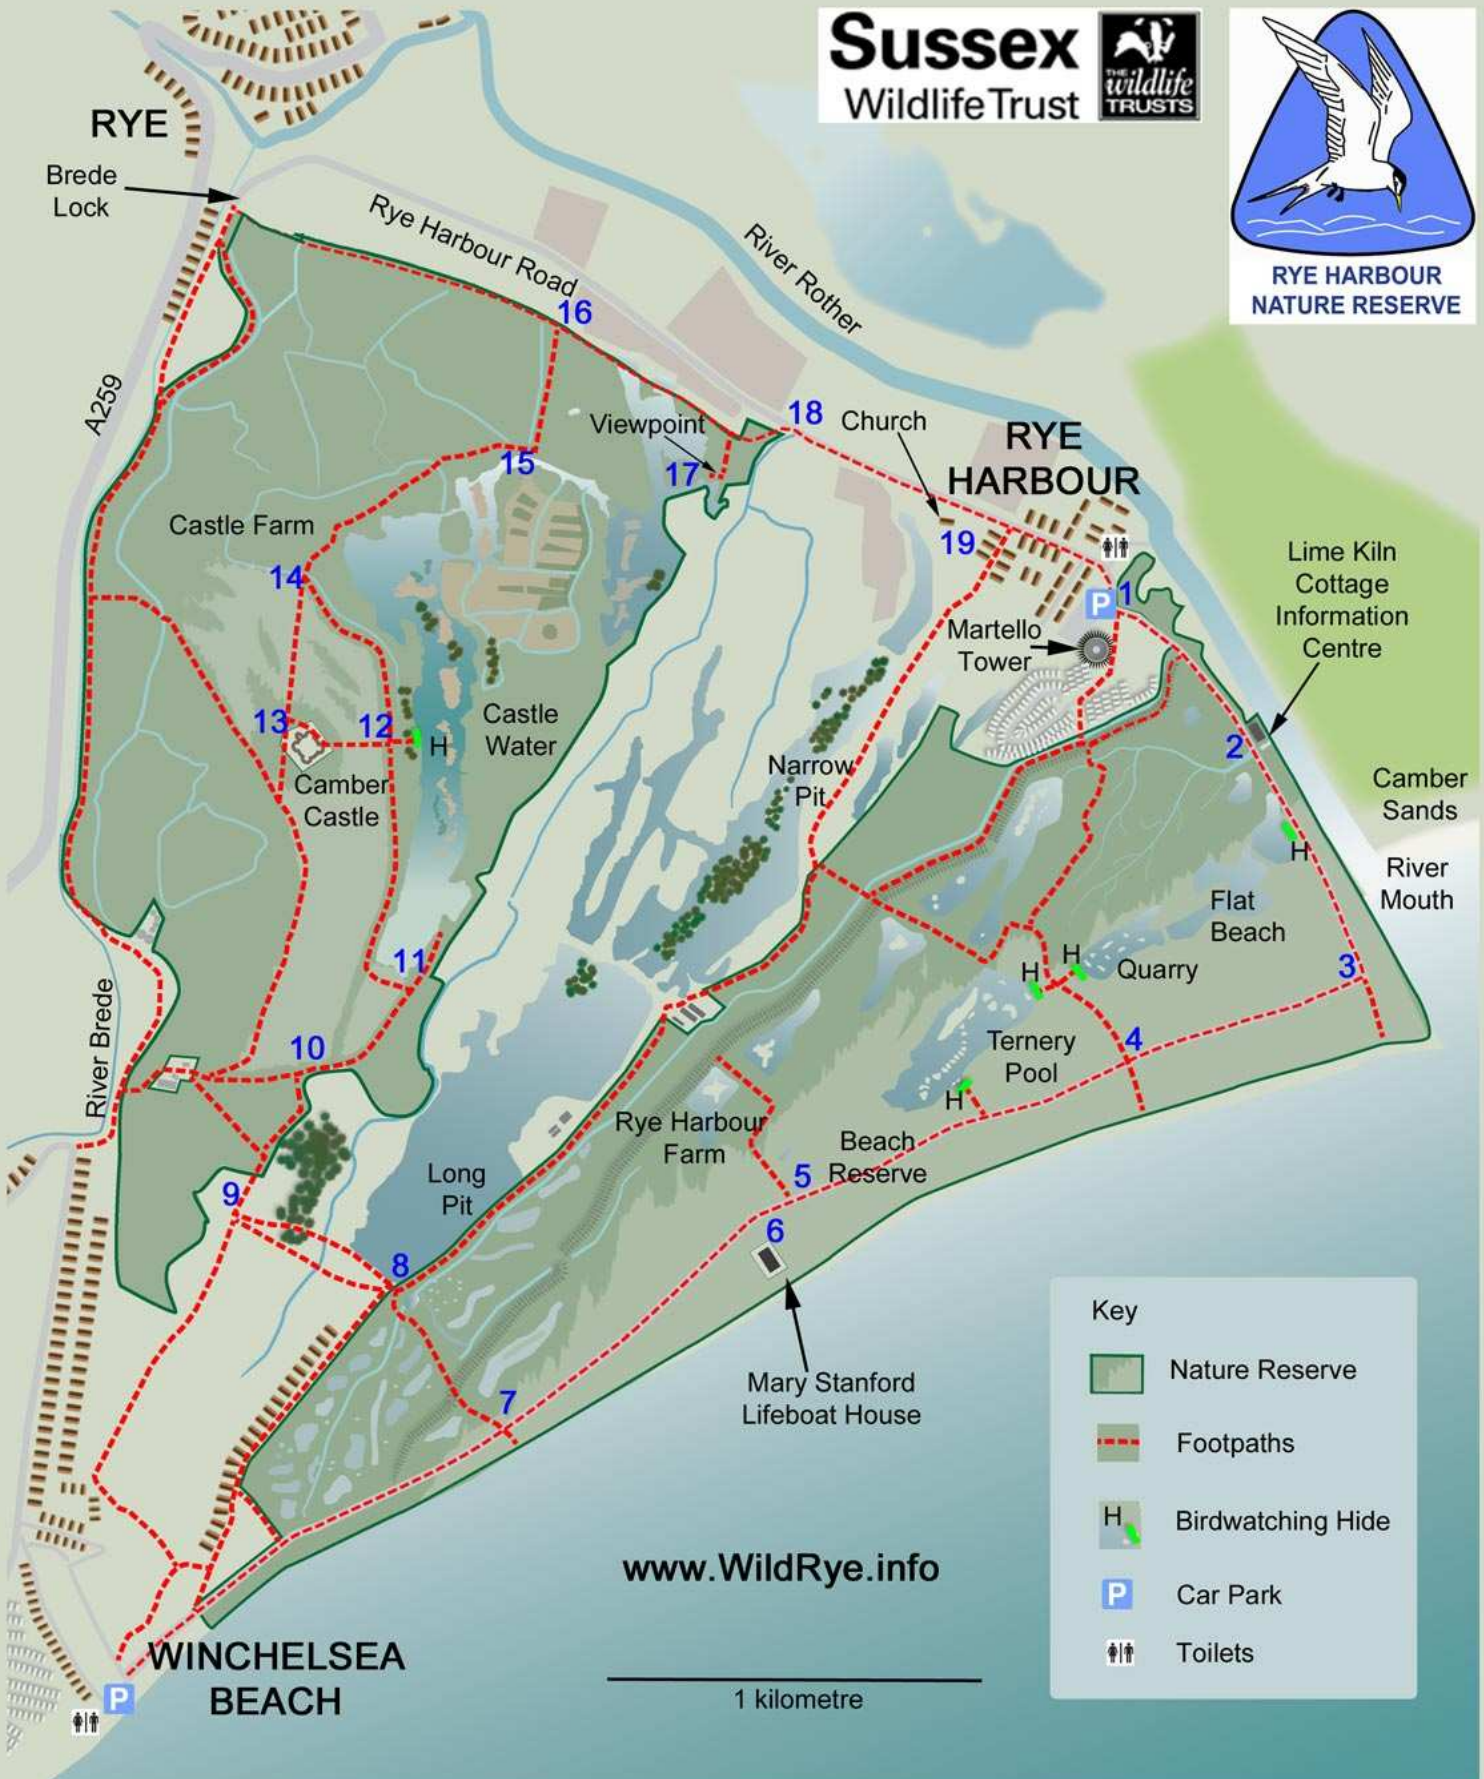 Sussex
Wildlife Trust
THE
wildlife
TRUSTS
RYE HARBOUR
NATURE RESERVE
RYE
Brede
Lock
Rye Harbour Road
River Rother
A259
16
Viewpoint
17
18
Church
RYE
HARBOUR
15
19
Castle Farm
14
P
1
Lime Kiln
Cottage
Information
Centre
Martello
Tower
13
12
H
Castle
Water
Camber
Castle
Narrow
Pit
2
Camber
Sands
H
River
Mouth
Flat
Beach
11
H
H
Quarry
3
River Brede
10
Ternery
Pool
4
H
Rye Harbour
Farm
Beach
Reserve
Long
Pit
5
9
6
8
Mary Stanford
Lifeboat House
7
Key
Nature Reserve
Footpaths
H
Birdwatching Hide
P
Car Park
Toilets
www.WildRye.info
1 kilometre
WINCHELSEA
BEACH
P